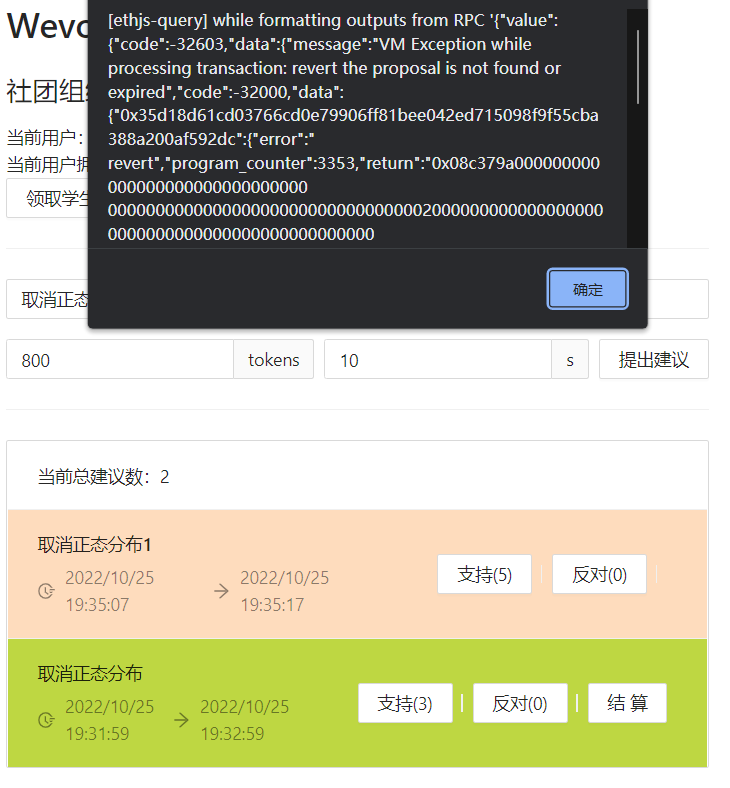 Wevo
[ethjs-query] while formatting outputs from RPC '{"value":
{"code":-32603,"data":{"message":"VM Exception while
processing transaction: revert the proposal is not found or
expired","code":-32000,"data":
{"0x35d18d61cd03766cd0e79906ff81bee042ed715098f9f55cba
388a200af592dc":{"error":"
revert","program_counter":3353,"return":"0x08c379a000000000
00000000000000000000000
00000000000000000000000000000000020000000000000000
0000000000000000000000000000
确定
社团组
当前用户：
当前用户拥
领取学生
取消正态
800 tokens 10 s 提出建议
当前总建议数：2
取消正态分布1
2022/10/25 2022/10/25
19:35:07 19:35:17
支持(5) 反对(0)
取消正态分布
2022/10/25 2022/10/25
19:31:59 19:32:59
支持(3) 反对(0) 结 算